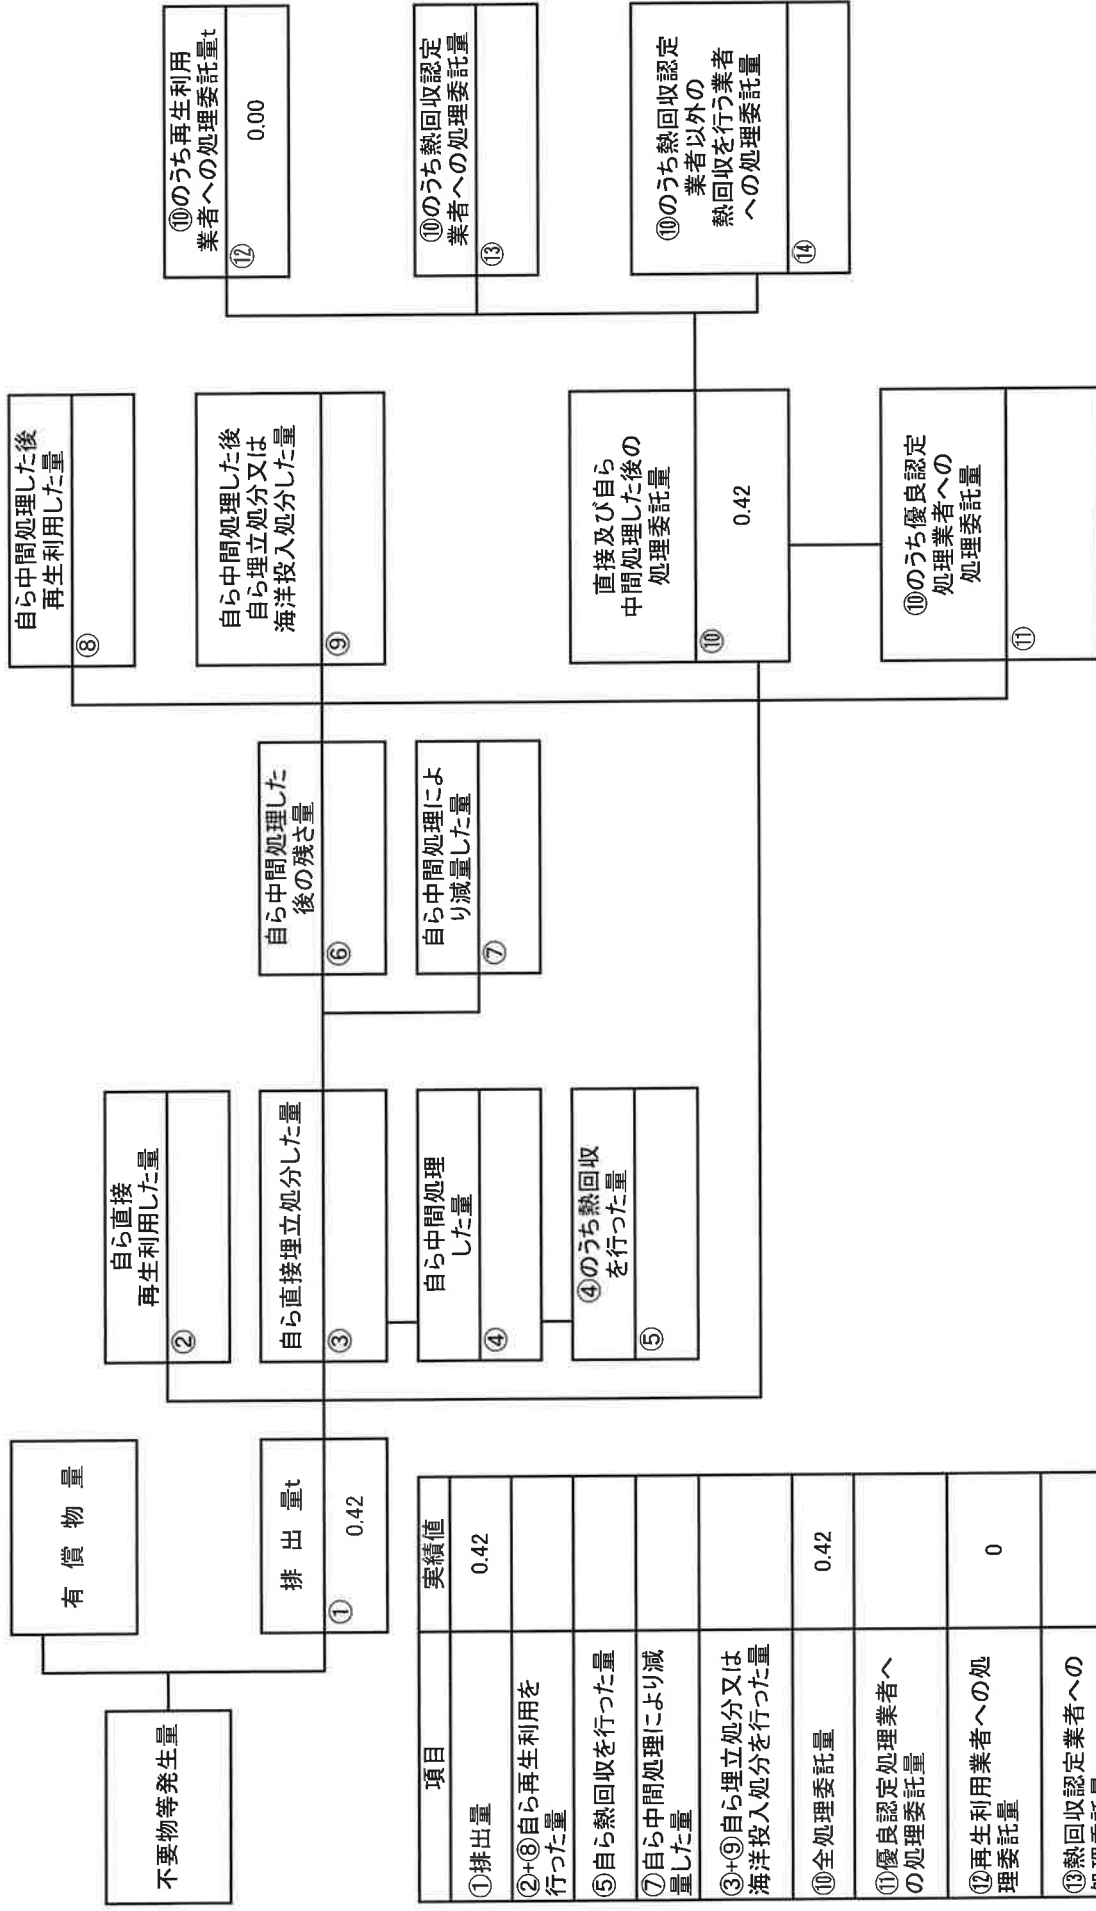 不要物等発生量
有償物量
排出量t
①
0.42
自ら直接
再生利用した量
②
自ら直接埋立処分した量
③
自ら中間処理
した量
④
④のうち熱回収
を行った量
⑤
自ら中間処理した
後の残さ量
⑥
自ら中間処理によ
り減量した量
⑦
自ら中間処理した後
再生利用した量
⑧
自ら中間処理した後
自ら埋立処分又は
海洋投入処分した量
⑨
直接及び自ら
中間処理した後の
処理委託量
⑩
0.42
⑩のうち優良認定
処理業者への
処理委託量
⑪
⑩のうち再生利用
業者への処理委託量t
⑫
0.00
⑩のうち熱回収認定
業者への処理委託量
⑬
⑩のうち熱回収認定
業者以外の
熱回収を行う業者
への処理委託量
⑭
項目 実績値
①排出量 0.42
②+⑧自ら再生利用を
行った量
⑤自ら熱回収を行った量
⑦自ら中間処理により減
量した量
③+⑨自ら埋立処分又は
海洋投入処分を行った量
⑩全処理委託量 0.42
⑪優良認定処理業者へ
の処理委託量
⑫再生利用業者への処
理委託量 0
⑬熱回収認定業者への